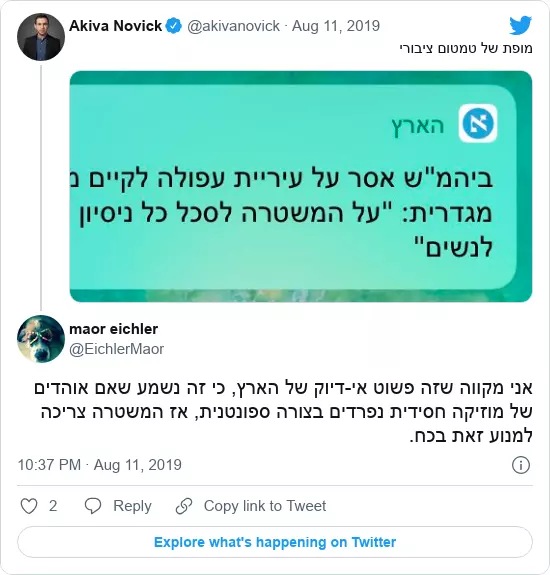 Akiva Novick @akivanovick · Aug 11, 2019
מופת של טמטום ציבורי
הארץ
ביהמ"ש אסר על עיריית עפולה לקיים
מגדרית: "על המשטרה לסכל כל ניסיון
לנשים"
maor eichler
@EichlerMaor
אני מקווה שזה פשוט אי-דיוק של הארץ, כי זה נשמע שאם אוהדים
של מוזיקה חסידית נפרדים בצורה ספונטנית, אז המשטרה צריכה
למנוע זאת בכח.
10:37 PM · Aug 11, 2019
2 Reply Copy link to Tweet
Explore what's happening on Twitter